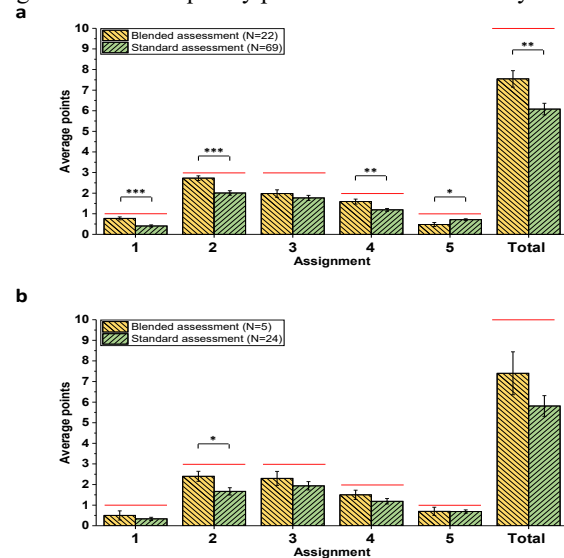 a
Blended assessment (N=22)
Standard assessment (N=69)
Average points
10
9
8
7
6
5
4
3
2
1
0
***
***
**
*
**
1 2 3 4 5 Total
Assignment
b
Blended assessment (N=5)
Standard assessment (N=24)
Average points
10
9
8
7
6
5
4
3
2
1
0
*
1 2 3 4 5 Total
Assignment